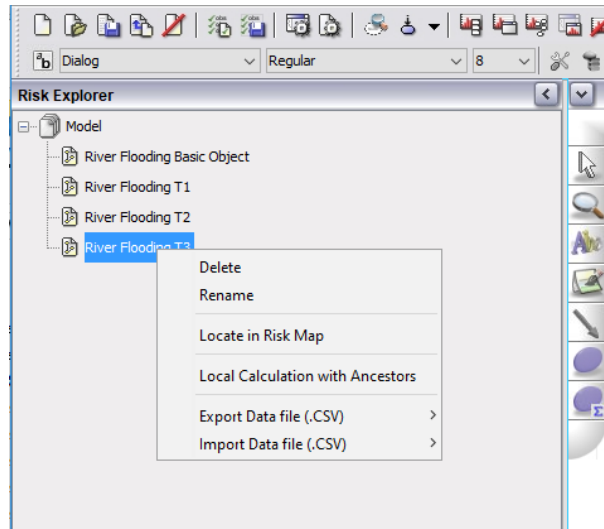 Dialog
Regular
8
Risk Explorer
Model
River Flooding Basic Object
River Flooding T1
River Flooding T2
River Flooding T3
Delete
Rename
Locate in Risk Map
Local Calculation with Ancestors
Export Data file (.CSV)
Import Data file (.CSV)